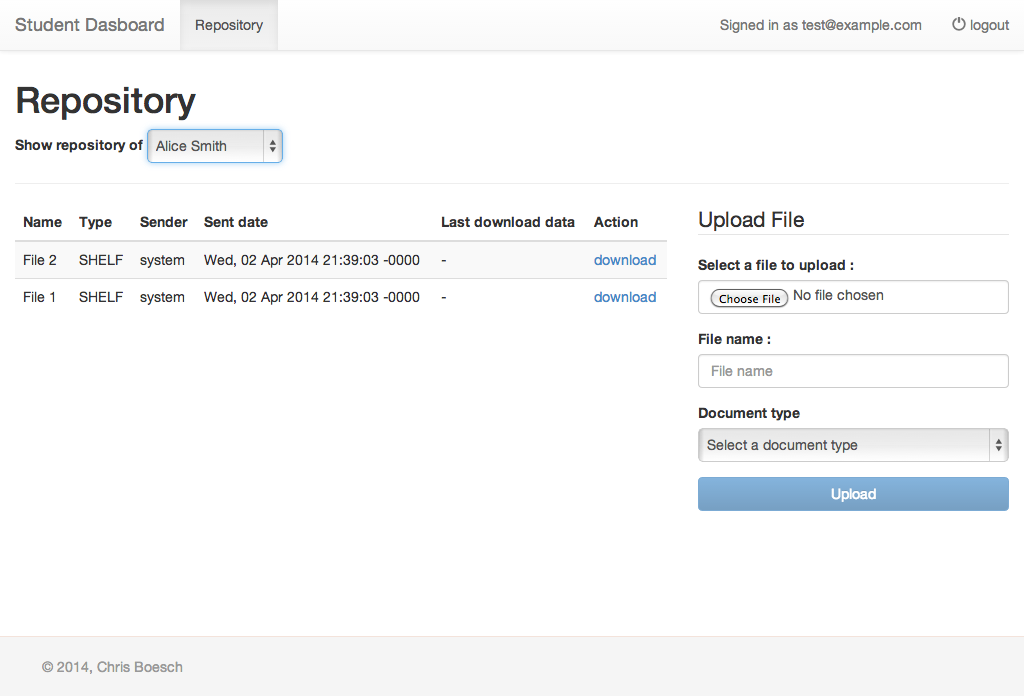 Student Dasboard Repository Signed in as test@example.com logout
Repository
Show repository of Alice Smith
Name Type Sender Sent date Last download data Action
File 2 SHELF system Wed, 02 Apr 2014 21:39:03 -0000 - download
File 1 SHELF system Wed, 02 Apr 2014 21:39:03 -0000 - download
Upload File
Select a file to upload :
Choose File No file chosen
File name :
File name
Document type
Select a document type
Upload
© 2014, Chris Boesch